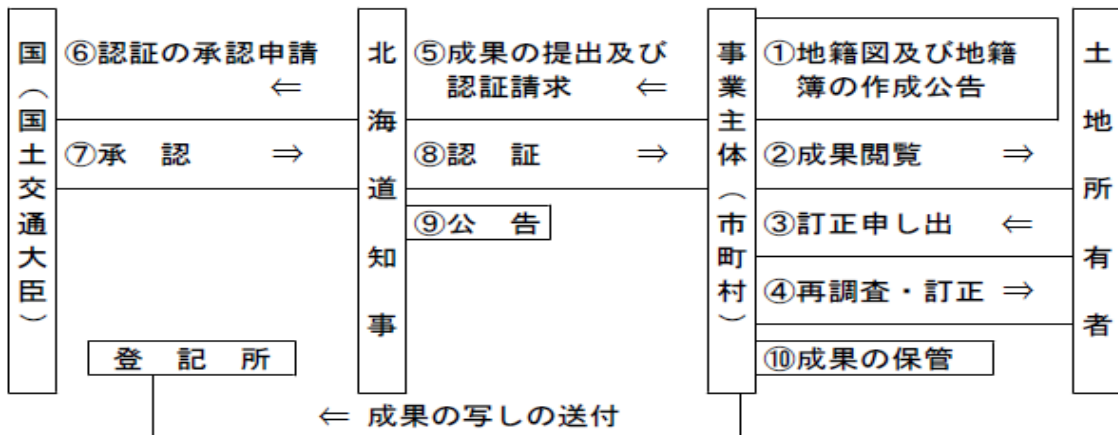 国（国土交通大臣）
⑥認証の承認申請
⇐
⑦承　認　⇒
登　記　所
北海道知事
⑤成果の提出及び
認証請求　⇐
⑧認　証　⇒
⑨公　告
事業主体（市町村）
①地籍図及び地籍
簿の作成公告
②成果閲覧　⇒
③訂正申し出　⇐
④再調査・訂正　⇒
⑩成果の保管
土地所有者
⇐　成果の写しの送付